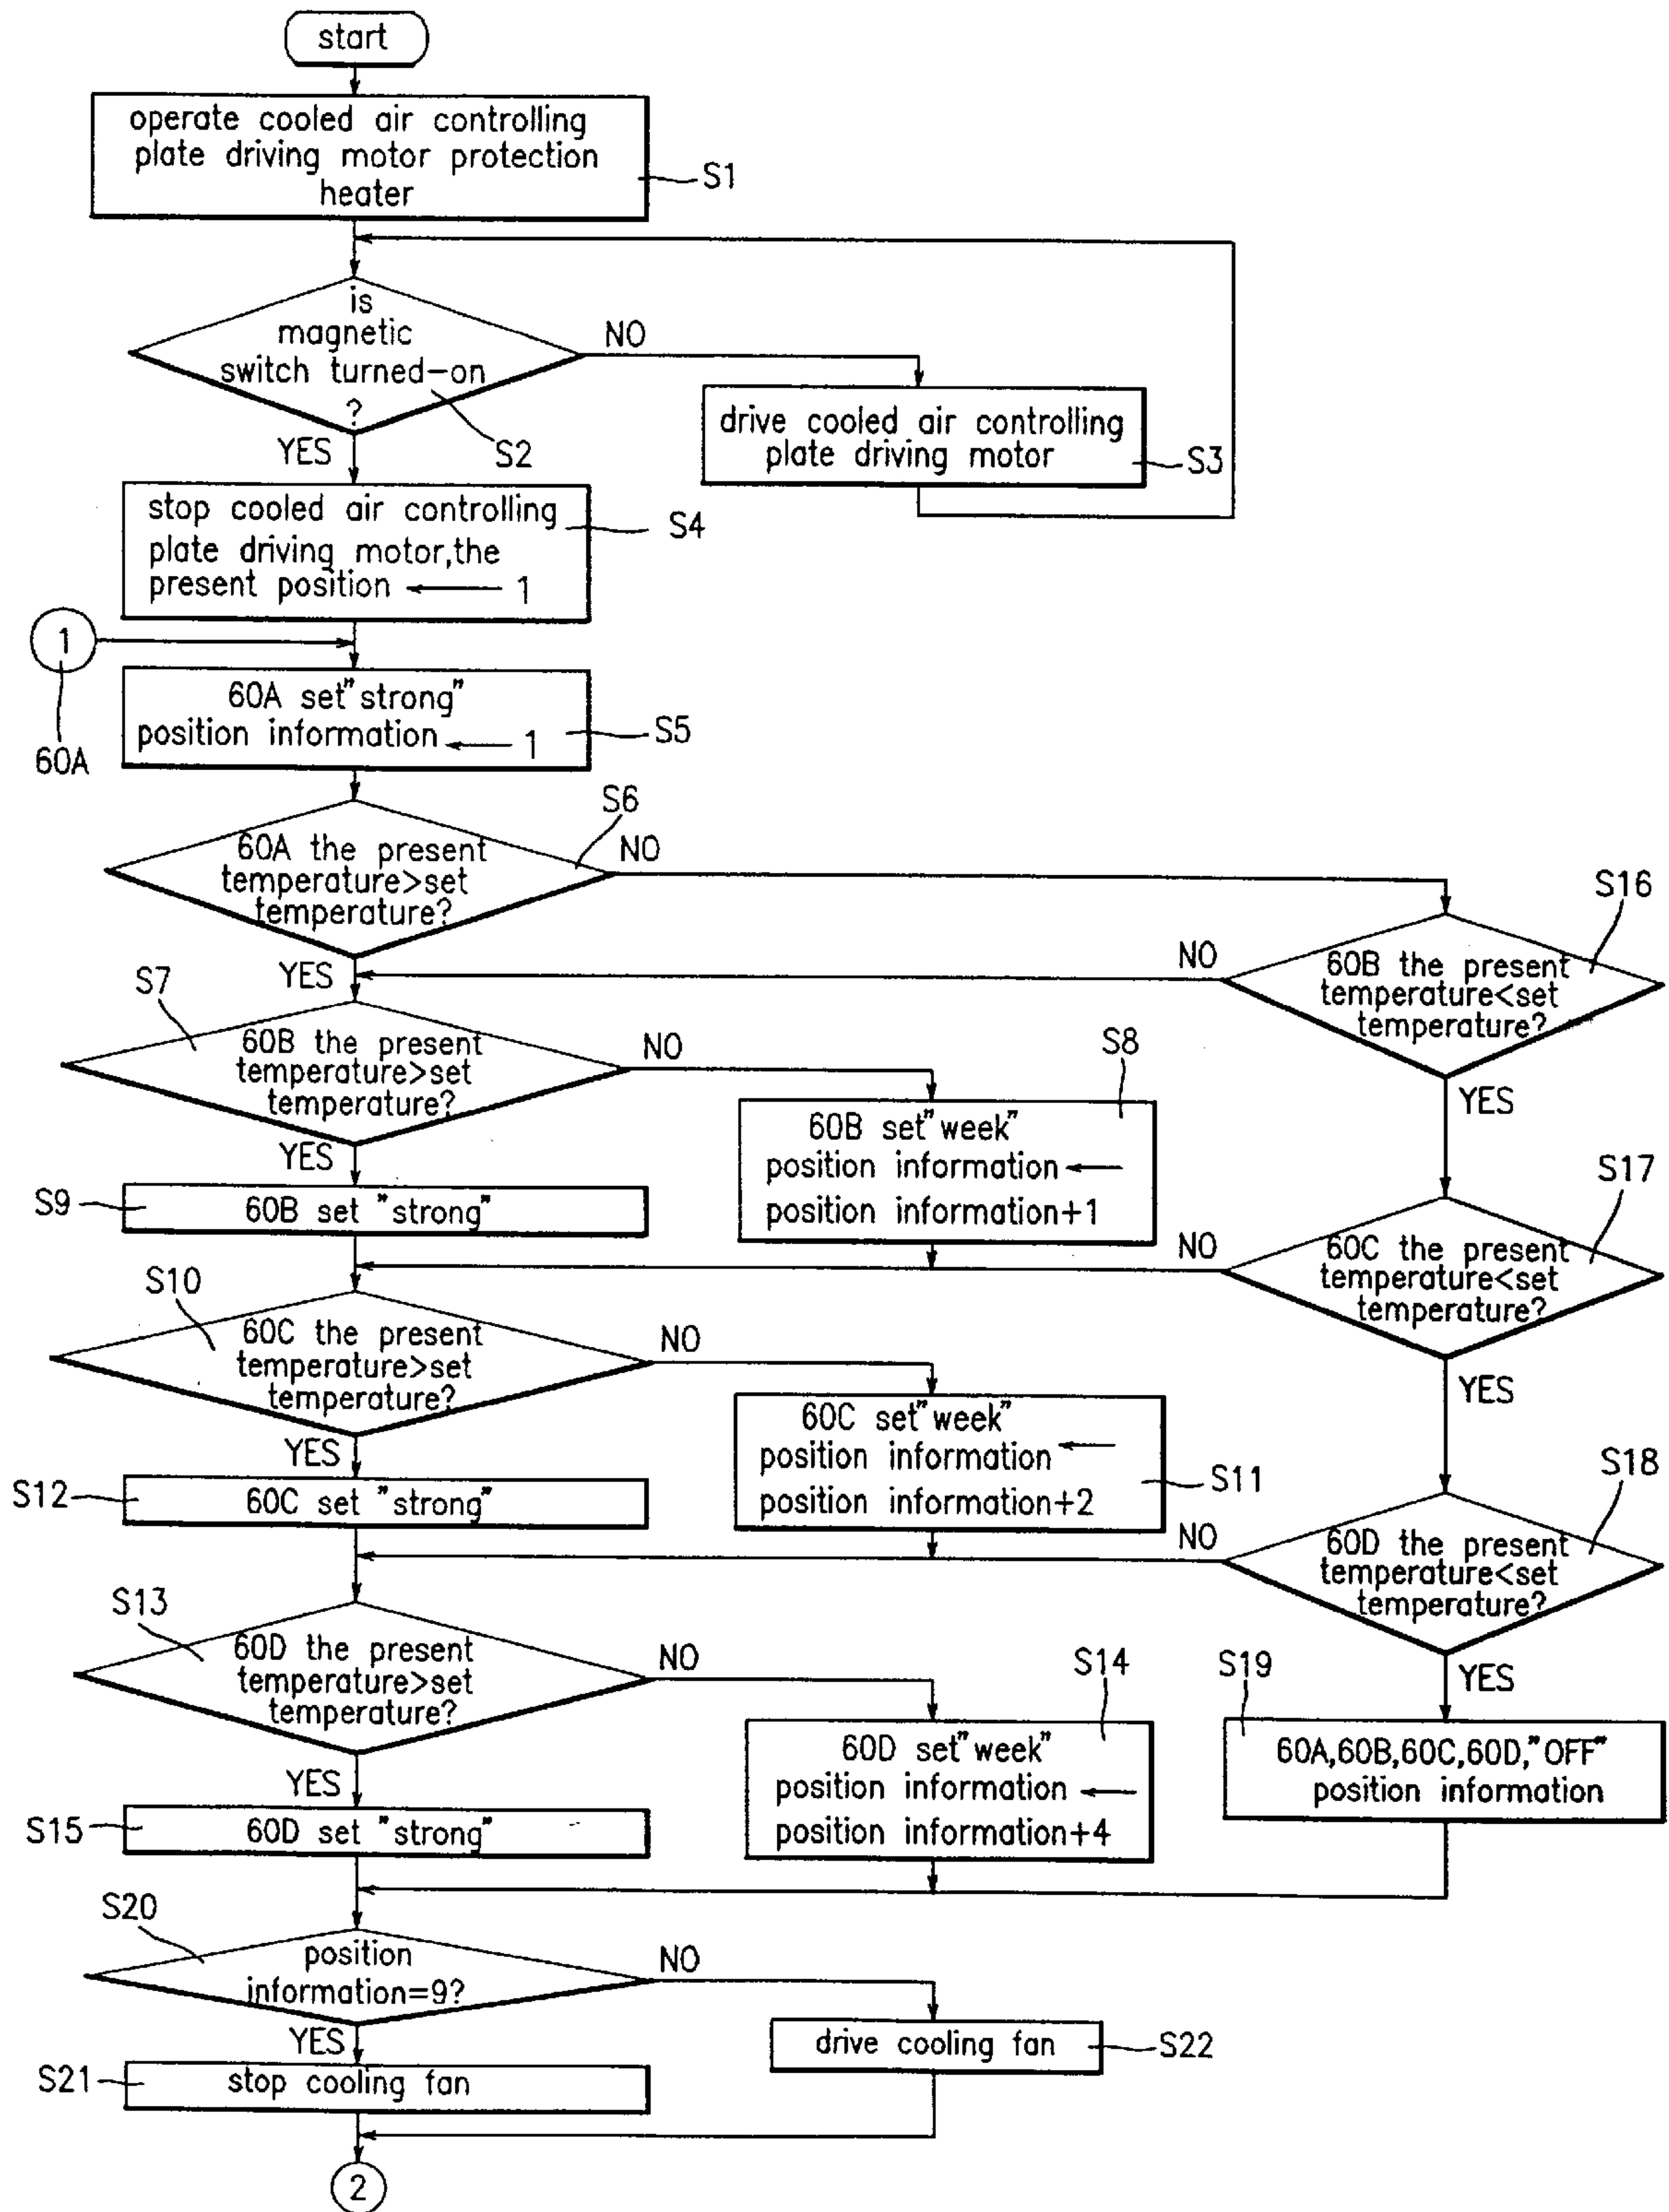 start
operate cooled air controlling
plate driving motor protection
heater
S1
is
magnetic
switch turned-on
?
NO
YES
S2
drive cooled air controlling
plate driving motor
S3
stop cooled air controlling
plate driving motor,the
present position ← 1
S4
1
60A
60A set"strong"
position information ← 1
S5
S6
60A the present
temperature>set
temperature?
NO
YES
S16
60B the present
temperature<set
temperature?
NO
YES
S7
60B the present
temperature>set
temperature?
NO
YES
S8
60B set"week"
position information ←
position information+1
S9
60B set "strong"
S17
60C the present
temperature<set
temperature?
NO
YES
S10
60C the present
temperature>set
temperature?
NO
YES
60C set"week"
position information ←
position information+2
S11
S12
60C set "strong"
S18
60D the present
temperature<set
temperature?
NO
YES
S13
60D the present
temperature>set
temperature?
NO
YES
S14
60D set"week"
position information ←
position information+4
S19
60A,60B,60C,60D,"OFF"
position information
S15
60D set "strong"
S20
position
information=9?
NO
YES
drive cooling fan
S22
S21
stop cooling fan
2